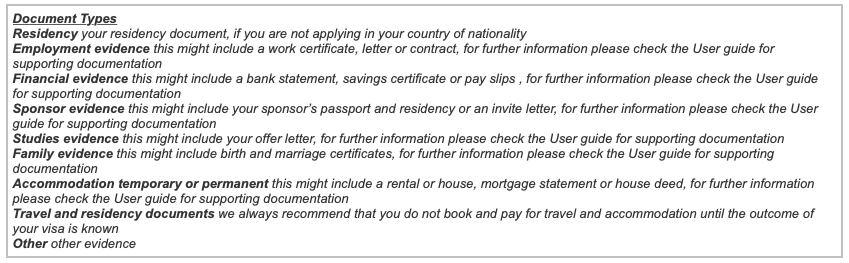 Document Types
Residency your residency document, if you are not applying in your country of nationality
Employment evidence this might include a work certificate, letter or contract, for further information please check the User guide for
supporting documentation
Financial evidence this might include a bank statement, savings certificate or pay slips , for further information please check the User guide
for supporting documentation
Sponsor evidence this might include your sponsor's passport and residency or an invite letter, for further information please check the User
guide for supporting documentation
Studies evidence this might include your offer letter, for further information please check the User guide for supporting documentation
Family evidence this might include birth and marriage certificates, for further information please check the User guide for supporting
documentation
Accommodation temporary or permanent this might include a rental or house, mortgage statement or house deed, for further information
please check the User guide for supporting documentation
Travel and residency documents we always recommend that you do not book and pay for travel and accommodation until the outcome of
your visa is known
Other other evidence